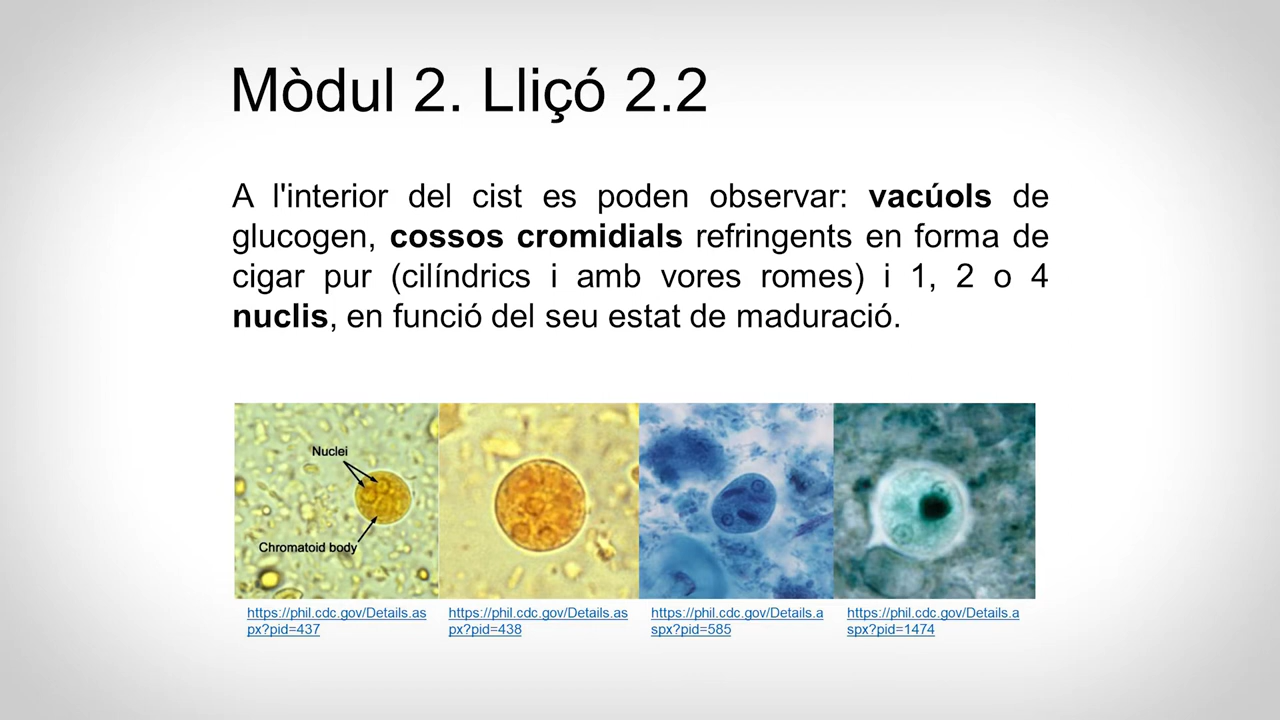 Mòdul 2. Lliçó 2.2
A l'interior del cist es poden observar: vacúols de
glucogen, cossos cromidials refringents en forma de
cigar pur (cilíndrics i amb vores romes) i 1, 2 o 4
nuclis, en funció del seu estat de maduració.
Nuclei
Chromatoid body
https://phil.cdc.gov/Details.as
px?pid=437
https://phil.cdc.gov/Details.as
px?pid=438
https://phil.cdc.gov/Details.a
spx?pid=585
https://phil.cdc.gov/Details.a
spx?pid=1474